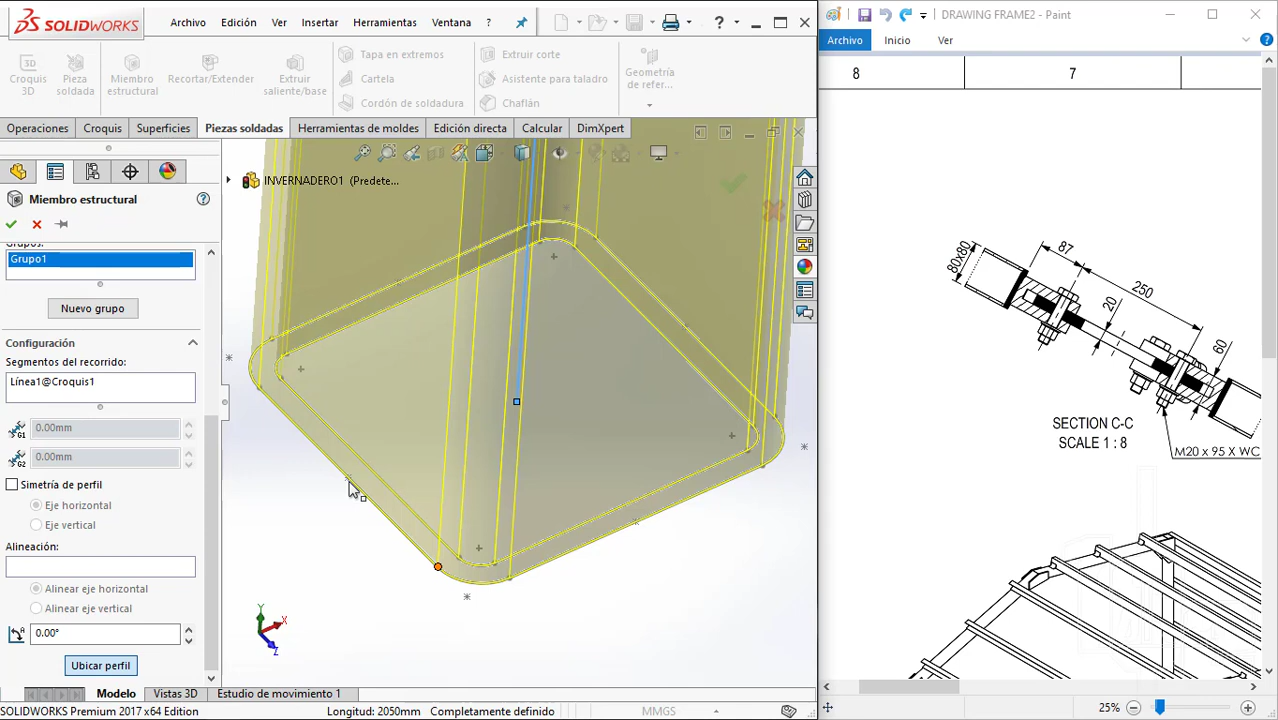 SOLIDWORKS
Archivo Edición Ver Insertar Herramientas Ventana ?
Croquis 3D
Pieza soldada
Miembro estructural
Recortar/Extender
Extruir saliente/base
Tapa en extremos
Cartela
Cordón de soldadura
Extruir corte
Asistente para taladro
Chaflán
Geometría de refer...
Operaciones Croquis Superficies Piezas soldadas Herramientas de moldes Edición directa Calcular DimXpert
INVERNADERO1 (Predete...
Miembro estructural
Grupos:
Grupo1
Nuevo grupo
Configuración
Segmentos del recorrido:
Línea1@Croquis1
G1 0.00mm
G2 0.00mm
Simetría de perfil
Eje horizontal
Eje vertical
Alineación:
Alinear eje horizontal
Alinear eje vertical
0.00°
Ubicar perfil
Y
X
Z
Modelo Vistas 3D Estudio de movimiento 1
SOLIDWORKS Premium 2017 x64 Edition Longitud: 2050mm Completamente definido MMGS
DRAWING FRAME2 - Paint
Archivo Inicio Ver
8 7
80x80
87
250
20
60
SECTION C-C
SCALE 1 : 8
M20 x 95 X WC
25%